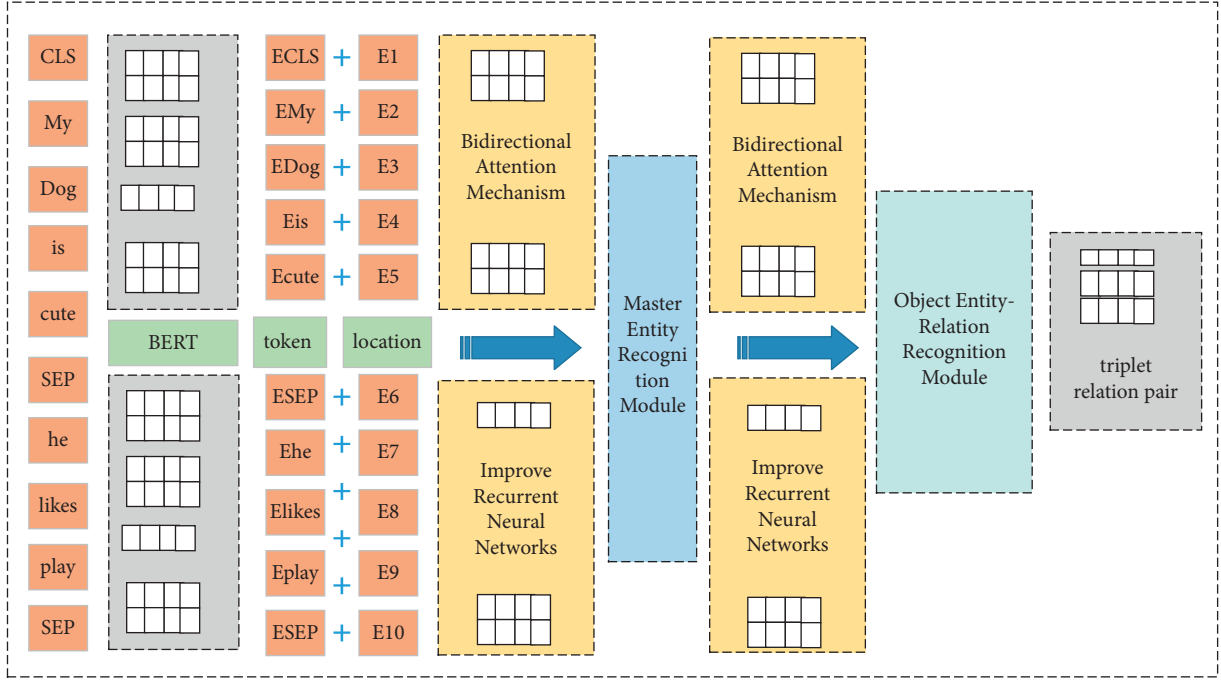 CLS
My
Dog
is
cute
SEP
he
likes
play
SEP
BERT
token
location
ECLS + E1
EMy + E2
EDog + E3
Eis + E4
Ecute + E5
ESEP + E6
Ehe + E7
Elikes + E8
+
Eplay + E9
ESEP + E10
Bidirectional
Attention
Mechanism
Improve
Recurrent
Neural
Networks
Master
Entity
Recogni
tion
Module
Bidirectional
Attention
Mechanism
Improve
Recurrent
Neural
Networks
Object Entity-
Relation
Recognition
Module
triplet
relation pair